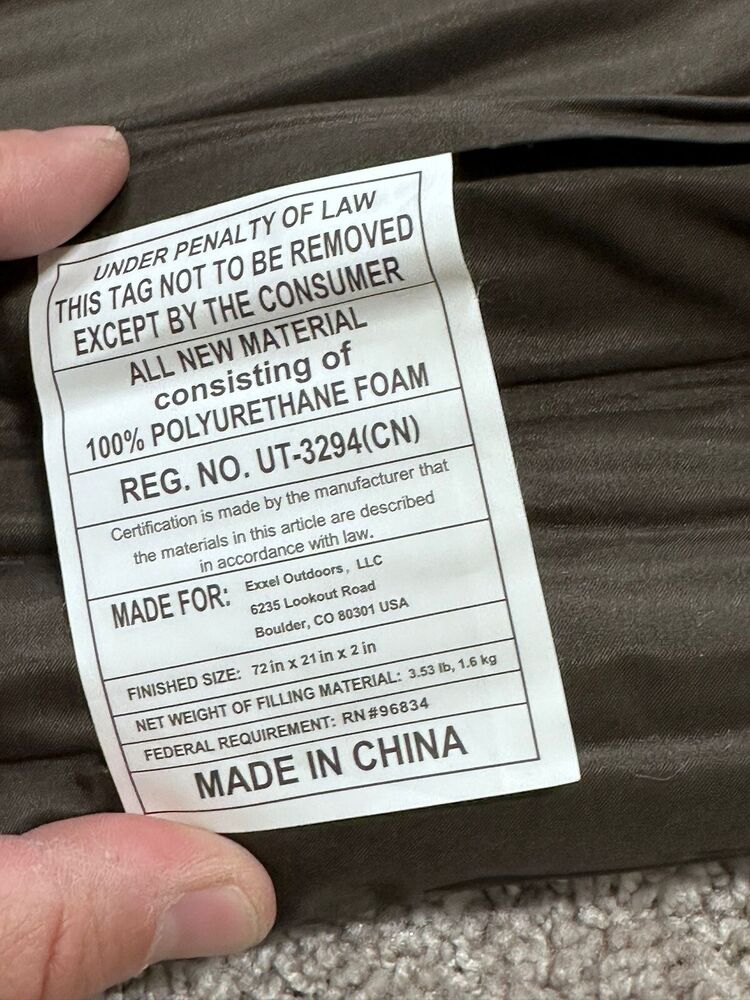 UNDER PENALTY OF LAW
THIS TAG NOT TO BE REMOVED
EXCEPT BY THE CONSUMER
ALL NEW MATERIAL
consisting of
100% POLYURETHANE FOAM
REG. NO. UT-3294(CN)
Certification is made by the manufacturer that
the materials in this article are described
in accordance with law.
MADE FOR: Exxel Outdoors, LLC
6235 Lookout Road
Boulder, CO 80301 USA
FINISHED SIZE: 72 in x 21 in x 2 in
NET WEIGHT OF FILLING MATERIAL: 3.53 lb, 1.6 kg
FEDERAL REQUIREMENT: RN #96834
MADE IN CHINA